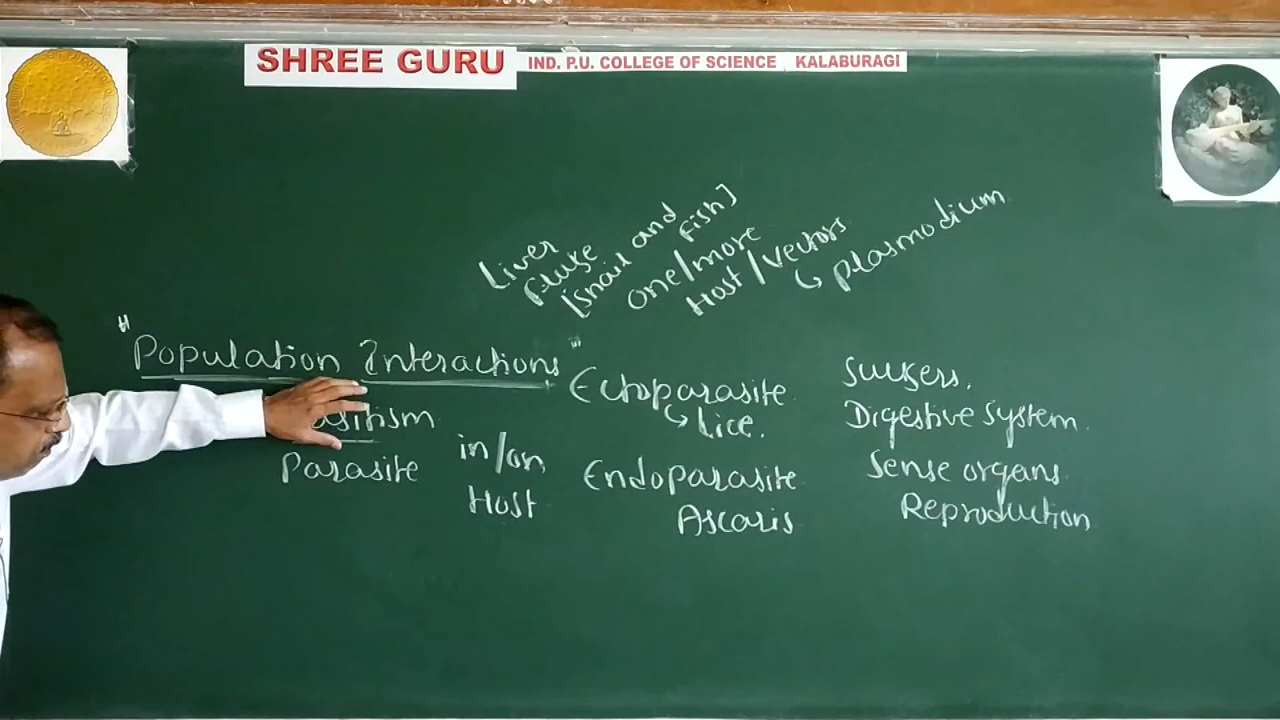 SHREE GURU IND. P.U. COLLEGE OF SCIENCE KALABURAGI
Liver
fluke
[snail and
fish]
one/more
Host/Vectors
↳ Plasmodium
"Population Interactions"
Parasite
in/on
Host
Ectoparasite
↳ Lice.
Endoparasite
Ascaris
Suckers.
Digestive System.
Sense organs
Reproduction